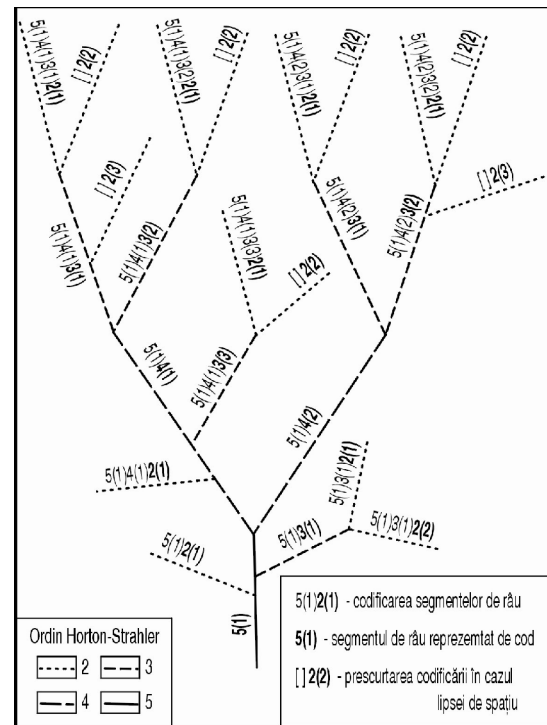 5(1)4(1)3(1)2(1)
[ ] 2(2)
5(1)4(1)3(2)2(1)
[ ] 2(2)
5(1)4(2)3(1)2(1)
[ ] 2(2)
5(1)4(2)3(2)2(1)
[ ] 2(2)
[ ] 2(3)
[ ] 2(3)
5(1)4(1)3(1)
5(1)4(1)3(2)
5(1)4(1)3(3)2(1)
[ ] 2(2)
5(1)4(2)3(1)
5(1)4(2)3(2)
5(1)4(1)
5(1)4(1)3(3)
5(1)4(2)
5(1)4(1)2(1)
5(1)3(1)2(1)
5(1)3(1)2(2)
5(1)3(1)
5(1)2(1)
5(1)
Ordin Horton-Strahler
2 3
4 5
5(1)2(1) - codificarea segmentelor de râu
5(1) - segmentul de râu reprezemtat de cod
[ ] 2(2) - prescurtarea codificării în cazul
lipsei de spațiu